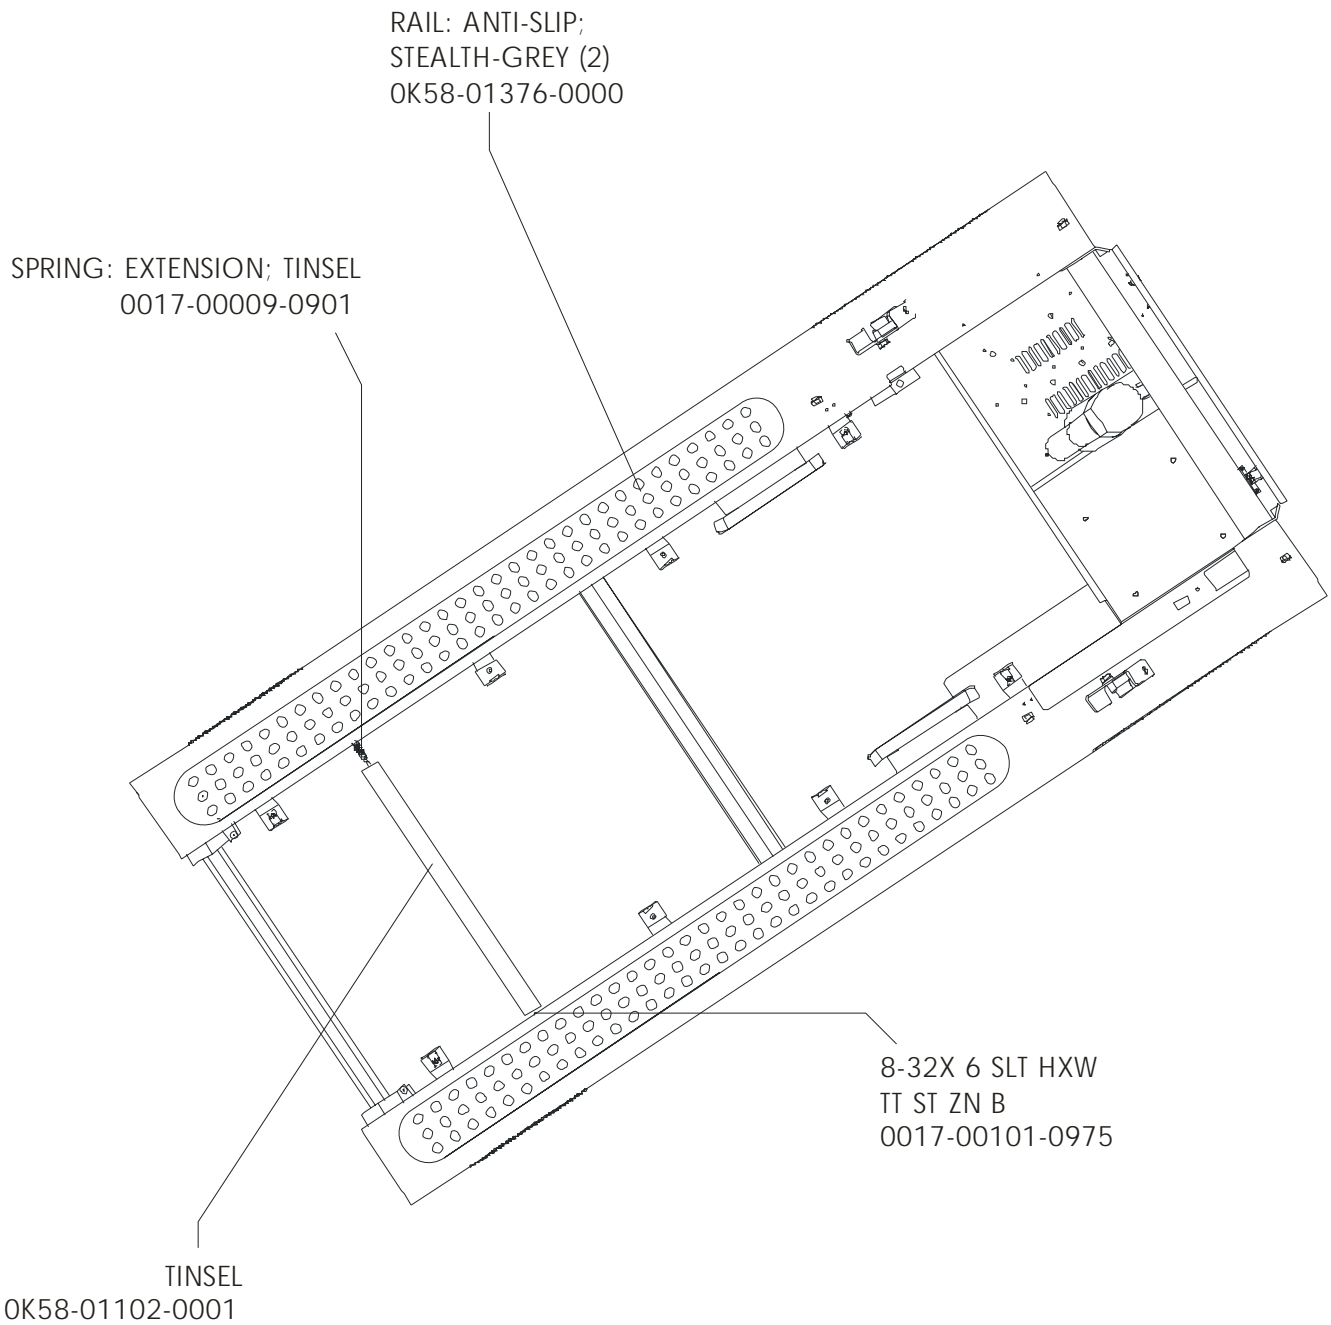 RAIL: ANTI-SLIP;
STEALTH-GREY (2)
0K58-01376-0000
SPRING: EXTENSION; TINSEL
0017-00009-0901
8-32X 6 SLT HXW
TT ST ZN B
0017-00101-0975
TINSEL
0K58-01102-0001